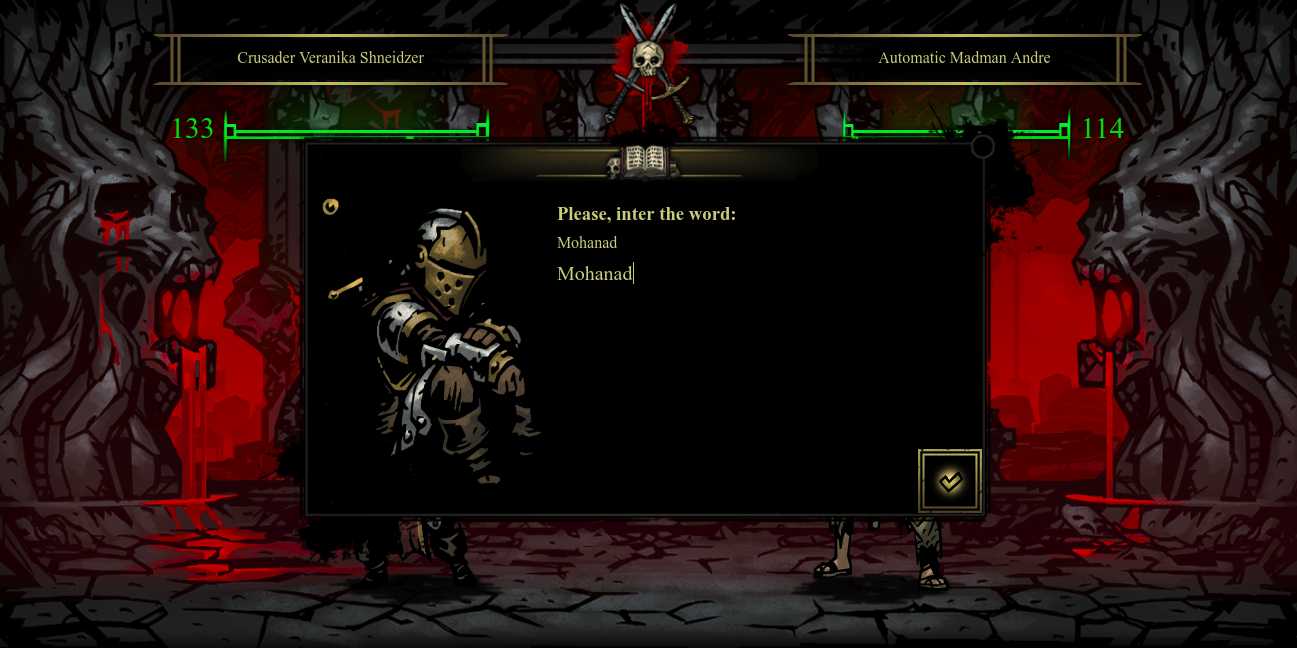 Crusader Veranika Shneidzer
Automatic Madman Andre
133
114
Please, inter the word:
Mohanad
Mohanad